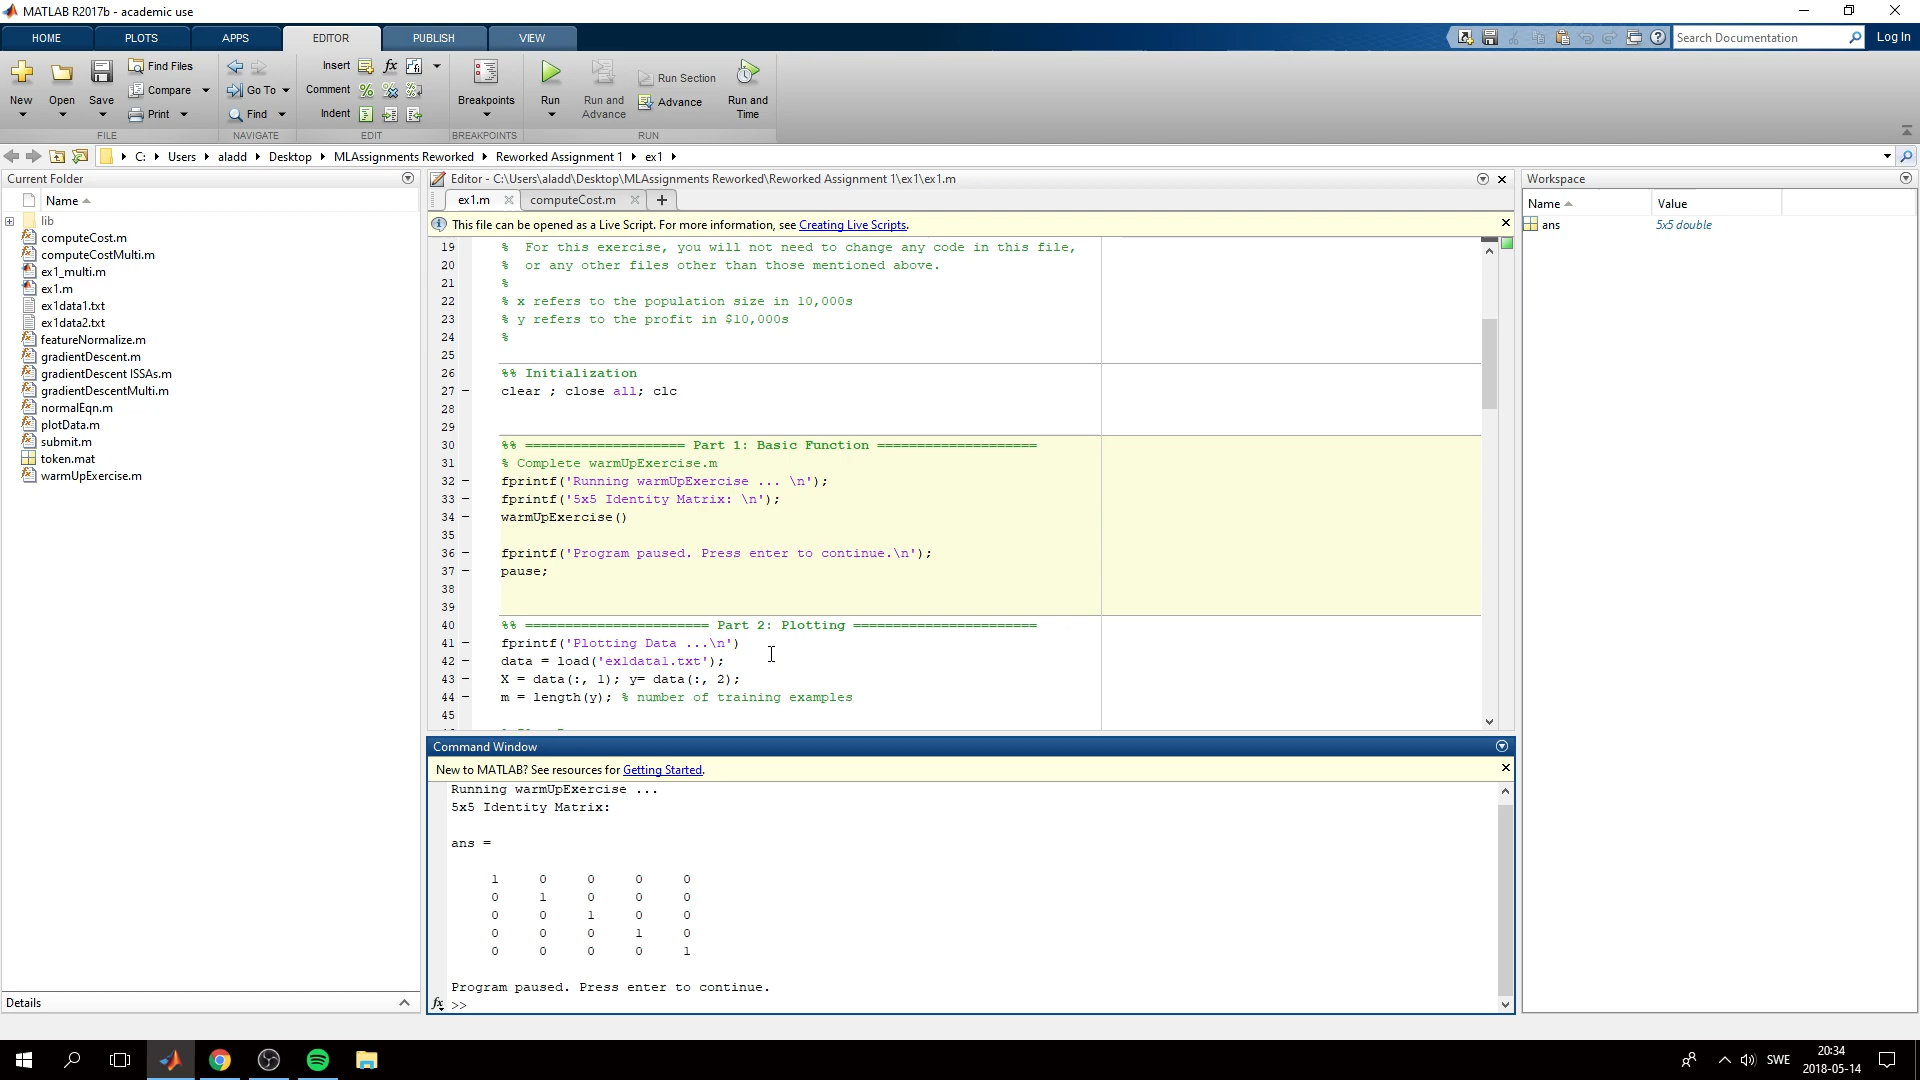 MATLAB R2017b - academic use
HOME PLOTS APPS EDITOR PUBLISH VIEW Search Documentation Log In
New Open Save Find Files Compare Print
Go To Find
Insert fx Comment Indent
Breakpoints
Run Run and Advance Run Section Advance Run and Time
FILE NAVIGATE EDIT BREAKPOINTS RUN
C: Users aladd Desktop MLAssignments Reworked Reworked Assignment 1 ex1
Current Folder
Name
lib
computeCost.m
computeCostMulti.m
ex1_multi.m
ex1.m
ex1data1.txt
ex1data2.txt
featureNormalize.m
gradientDescent.m
gradientDescent ISSAs.m
gradientDescentMulti.m
normalEqn.m
plotData.m
submit.m
token.mat
warmUpExercise.m
Details
Editor - C:\Users\aladd\Desktop\MLAssignments Reworked\Reworked Assignment 1\ex1\ex1.m
ex1.m computeCost.m
This file can be opened as a Live Script. For more information, see Creating Live Scripts.
19 % For this exercise, you will not need to change any code in this file,
20 % or any other files other than those mentioned above.
21 %
22 % x refers to the population size in 10,000s
23 % y refers to the profit in $10,000s
24 %
25
26 %% Initialization
27 – clear ; close all; clc
28
29
30 %% ==================== Part 1: Basic Function ====================
31 % Complete warmUpExercise.m
32 – fprintf('Running warmUpExercise ... \n');
33 – fprintf('5x5 Identity Matrix: \n');
34 – warmUpExercise()
35
36 – fprintf('Program paused. Press enter to continue.\n');
37 – pause;
38
39
40 %% ======================= Part 2: Plotting =======================
41 – fprintf('Plotting Data ...\n')
42 – data = load('ex1data1.txt');
43 – X = data(:, 1); y= data(:, 2);
44 – m = length(y); % number of training examples
45
Command Window
New to MATLAB? See resources for Getting Started.
Running warmUpExercise ...
5x5 Identity Matrix:
ans =
1 0 0 0 0
0 1 0 0 0
0 0 1 0 0
0 0 0 1 0
0 0 0 0 1
Program paused. Press enter to continue.
fx >>
Workspace
Name Value
ans 5x5 double
SWE
20:34
2018-05-14